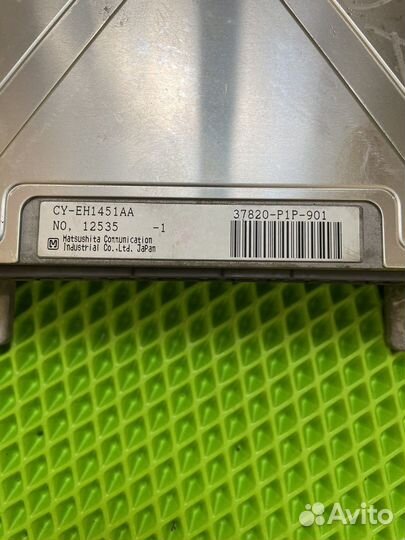 CY-EH1451AA
37820-P1P-901
NO. 12535 -1
M Matsushita Communication
Industrial Co.,Ltd. Japan
Avito